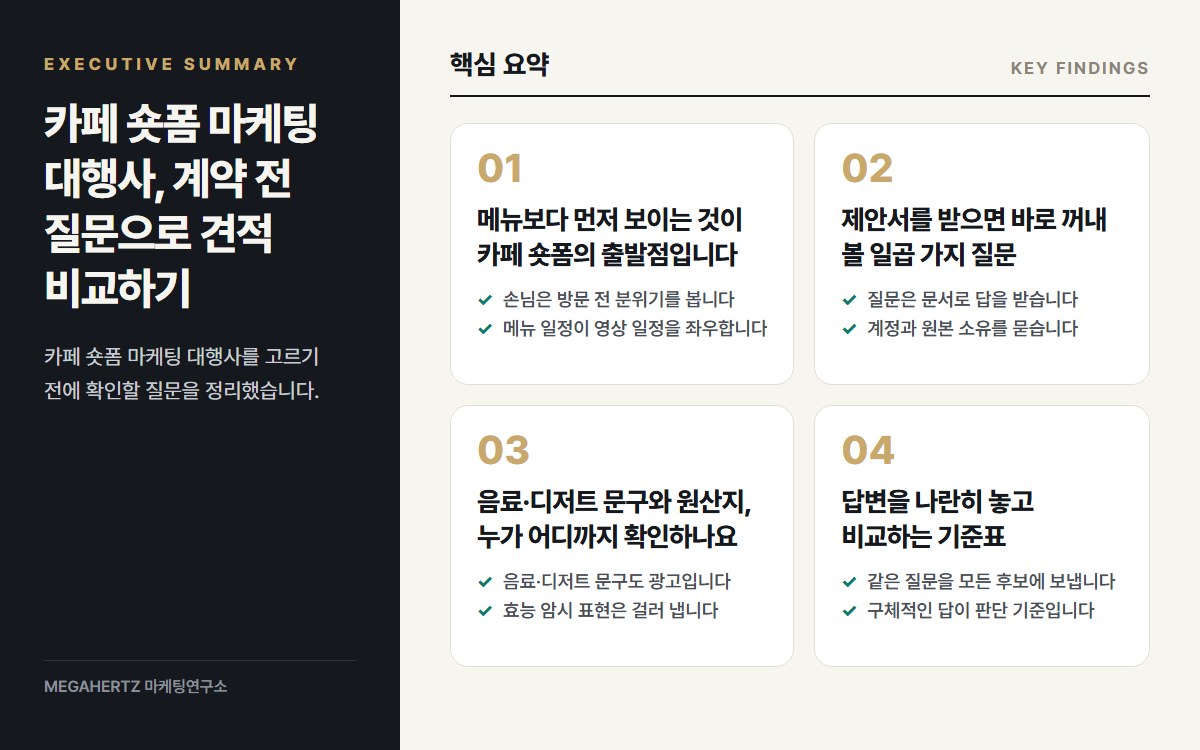 EXECUTIVE SUMMARY
카페 숏폼 마케팅
대행사, 계약 전
질문으로 견적
비교하기
카페 숏폼 마케팅 대행사를 고르기
전에 확인할 질문을 정리했습니다.
MEGAHERTZ 마케팅연구소
핵심 요약
KEY FINDINGS
01
메뉴보다 먼저 보이는 것이
카페 숏폼의 출발점입니다
손님은 방문 전 분위기를 봅니다
메뉴 일정이 영상 일정을 좌우합니다
02
제안서를 받으면 바로 꺼내
볼 일곱 가지 질문
질문은 문서로 답을 받습니다
계정과 원본 소유를 묻습니다
03
음료·디저트 문구와 원산지,
누가 어디까지 확인하나요
음료·디저트 문구도 광고입니다
효능 암시 표현은 걸러 냅니다
04
답변을 나란히 놓고
비교하는 기준표
같은 질문을 모든 후보에 보냅니다
구체적인 답이 판단 기준입니다